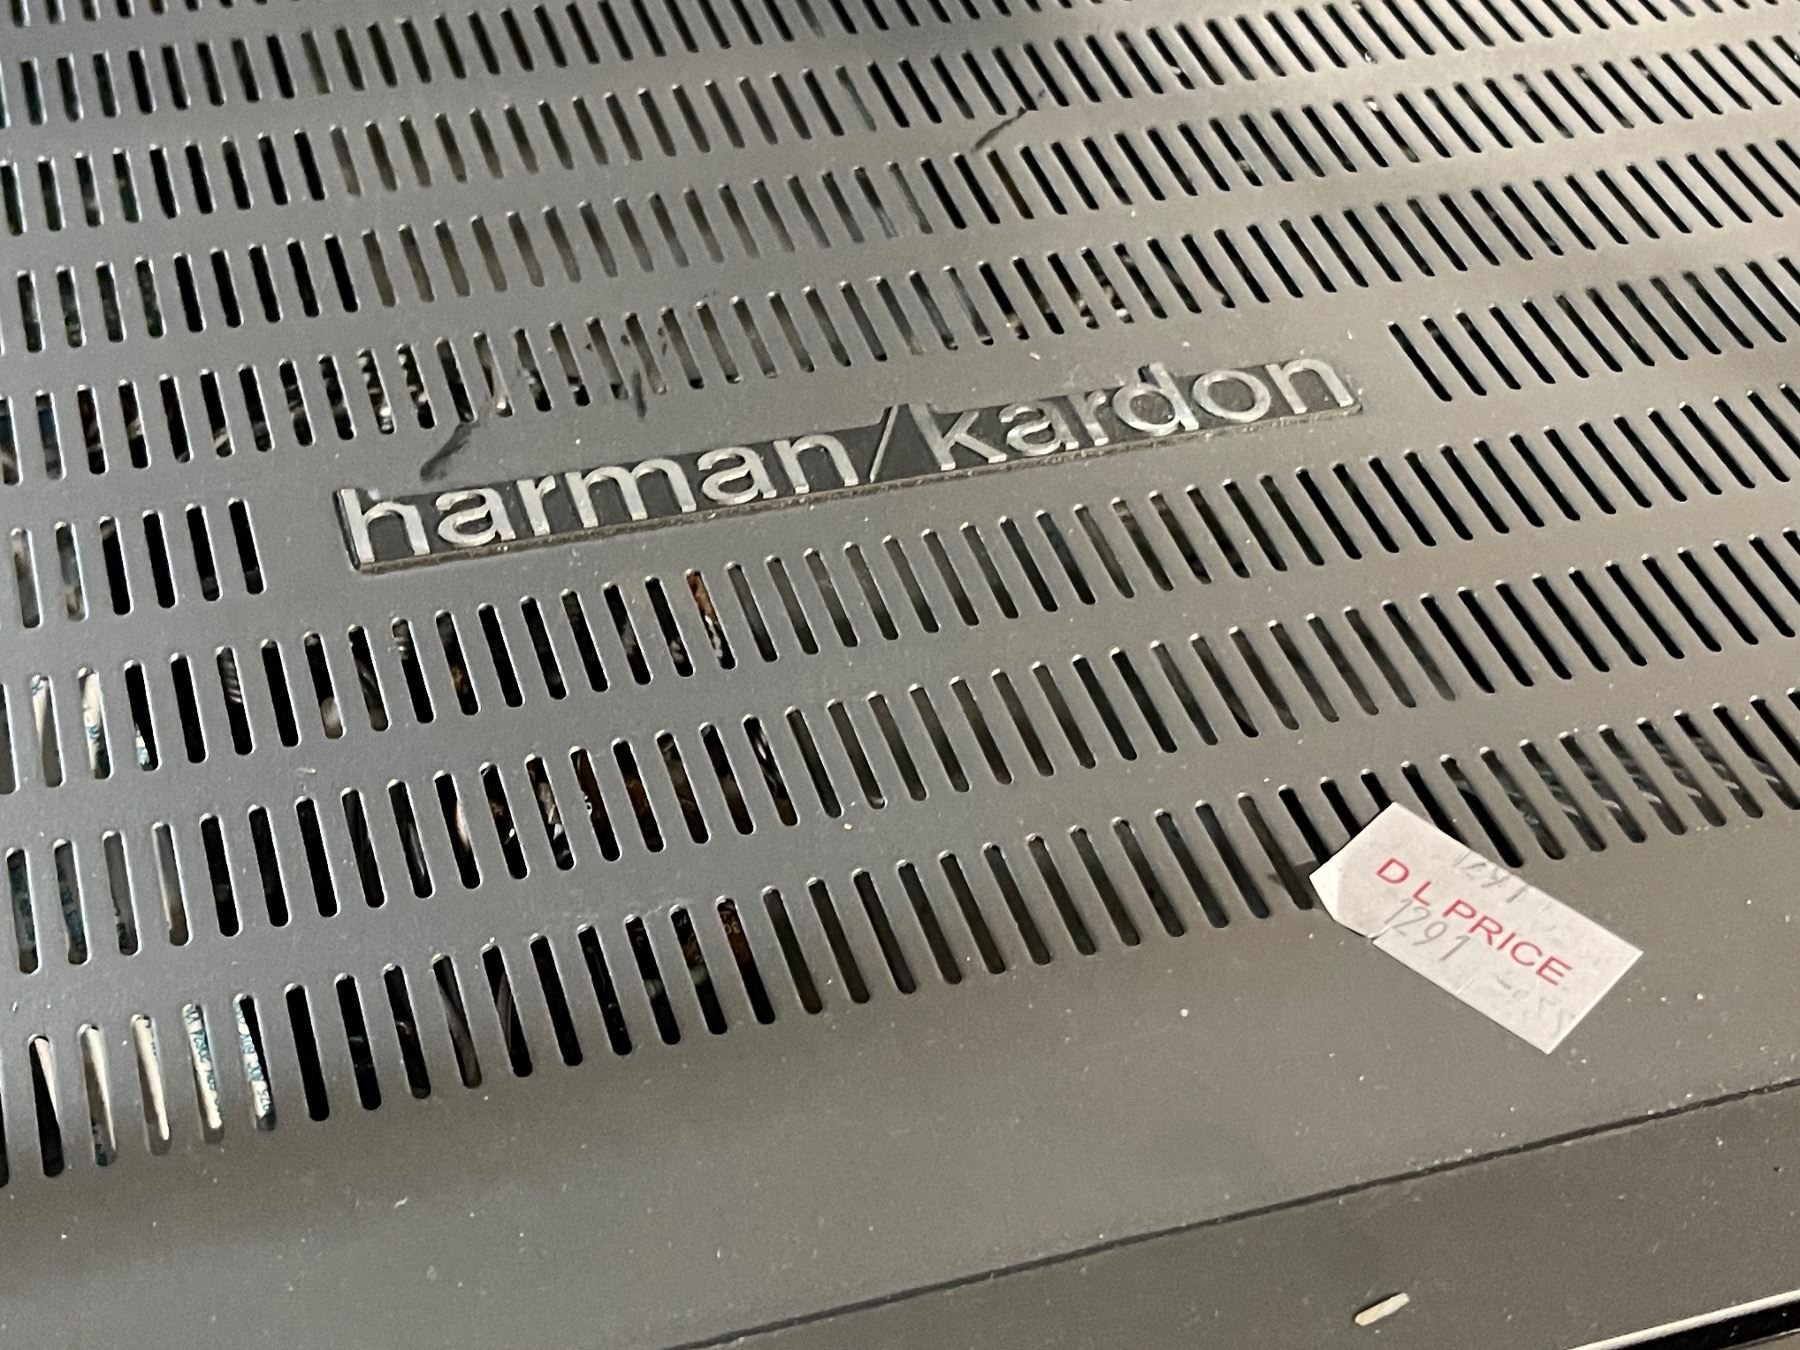 harman/kardon
D L PRICE
1291